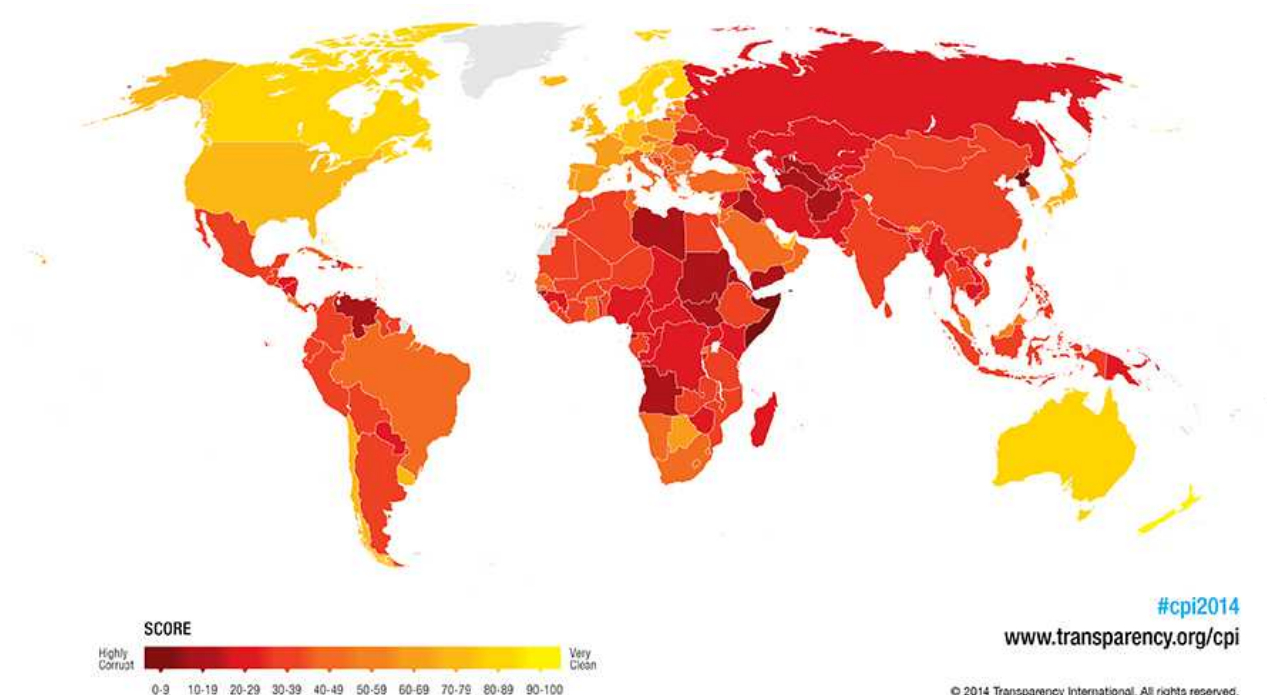 #cpi2014
SCORE
www.transparency.org/cpi
Highly
Corrupt
Very
Clean
0-9 10-19 20-29 30-39 40-49 50-59 60-69 70-79 80-89 90-100
© 2014 Transparency International. All rights reserved.